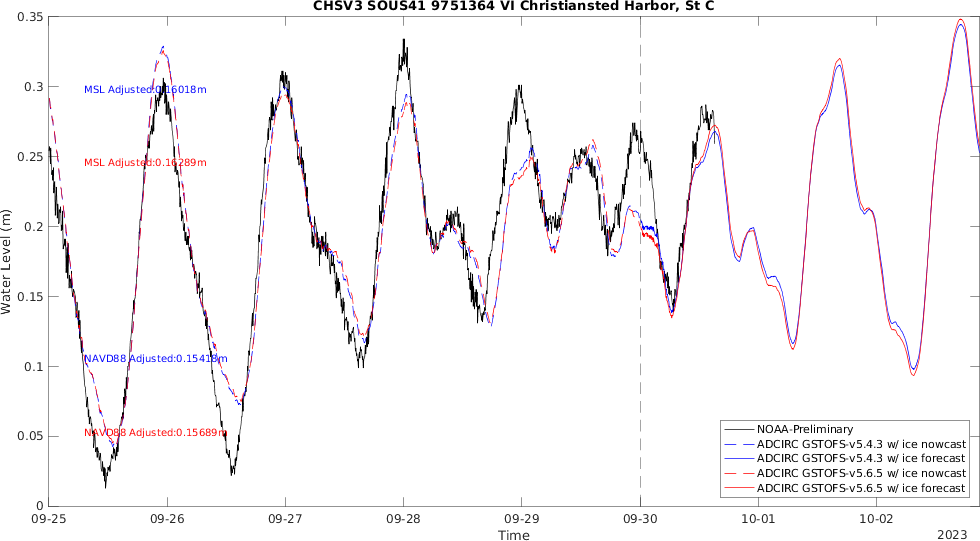 CHSV3 SOUS41 9751364 VI Christiansted Harbor, St C
Water Level (m)
0.35
0.3
0.25
0.2
0.15
0.1
0.05
0
MSL Adjusted:0.16018m
MSL Adjusted:0.16289m
NAVD88 Adjusted:0.15418m
NAVD88 Adjusted:0.15689m
NOAA-Preliminary
ADCIRC GSTOFS-v5.4.3 w/ ice nowcast
ADCIRC GSTOFS-v5.4.3 w/ ice forecast
ADCIRC GSTOFS-v5.6.5 w/ ice nowcast
ADCIRC GSTOFS-v5.6.5 w/ ice forecast
09-25 09-26 09-27 09-28 09-29 09-30 10-01 10-02
Time
2023